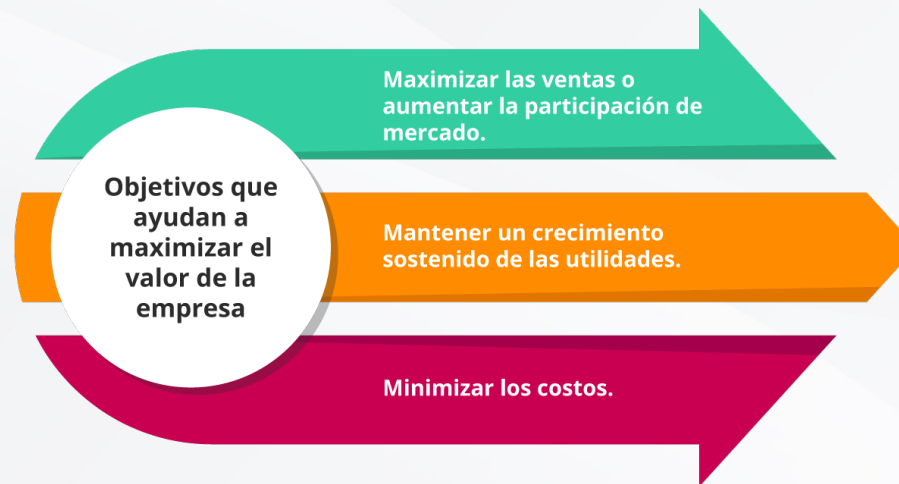 Maximizar las ventas o
aumentar la participación de
mercado.
Objetivos que
ayudan a
maximizar el
valor de la
empresa
Mantener un crecimiento
sostenido de las utilidades.
Minimizar los costos.